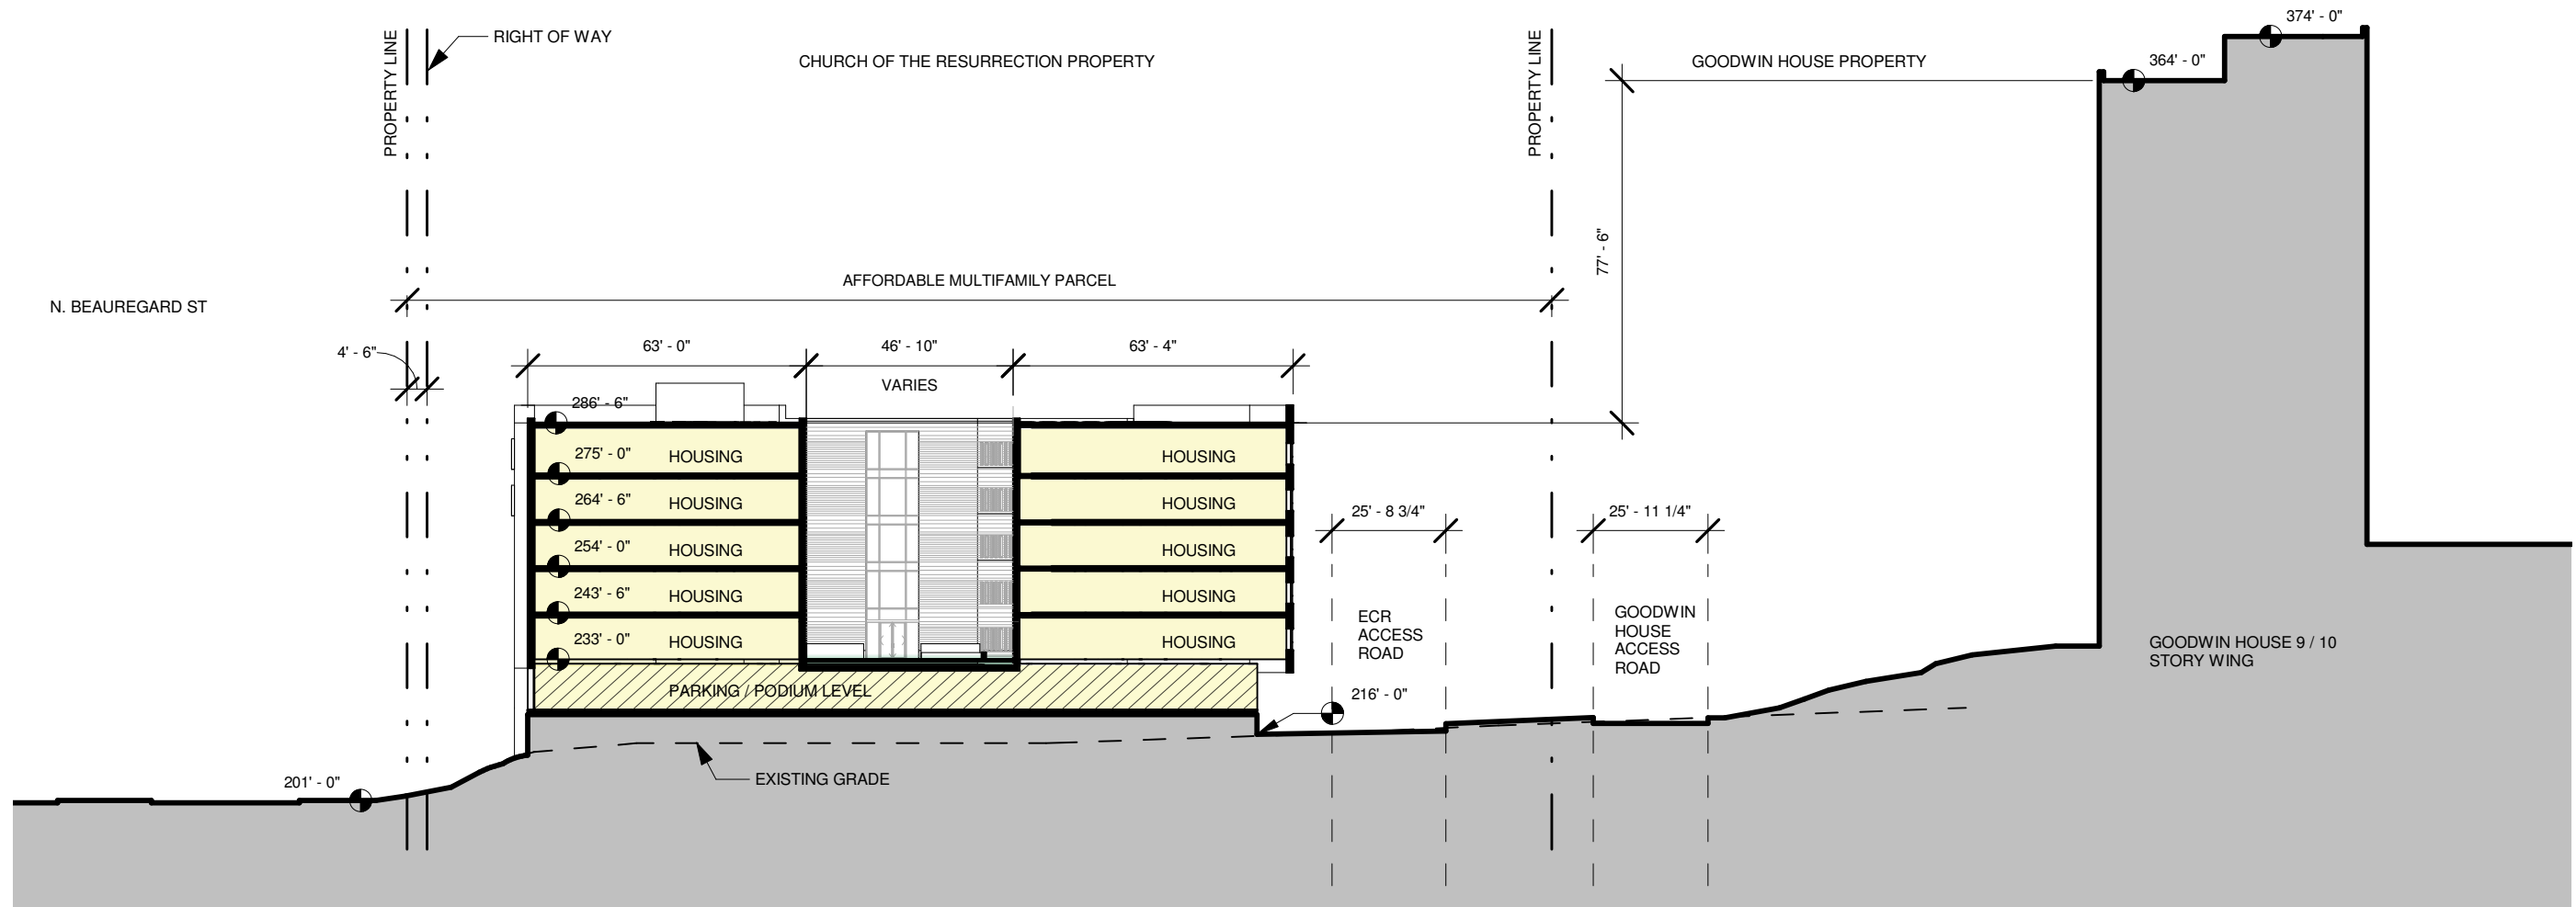 374' - 0"
RIGHT OF WAY
PROPERTY LINE
CHURCH OF THE RESURRECTION PROPERTY
PROPERTY LINE
GOODWIN HOUSE PROPERTY
364' - 0"
77' - 6"
AFFORDABLE MULTIFAMILY PARCEL
N. BEAUREGARD ST
4' - 6"
63' - 0"
46' - 10"
63' - 4"
VARIES
286' - 6"
275' - 0"
HOUSING
HOUSING
264' - 6"
HOUSING
HOUSING
25' - 8 3/4"
25' - 11 1/4"
254' - 0"
HOUSING
HOUSING
243' - 6"
HOUSING
HOUSING
233' - 0"
HOUSING
HOUSING
ECR
ACCESS
ROAD
GOODWIN
HOUSE
ACCESS
ROAD
GOODWIN HOUSE 9 / 10
STORY WING
PARKING / PODIUM LEVEL
216' - 0"
201' - 0"
EXISTING GRADE